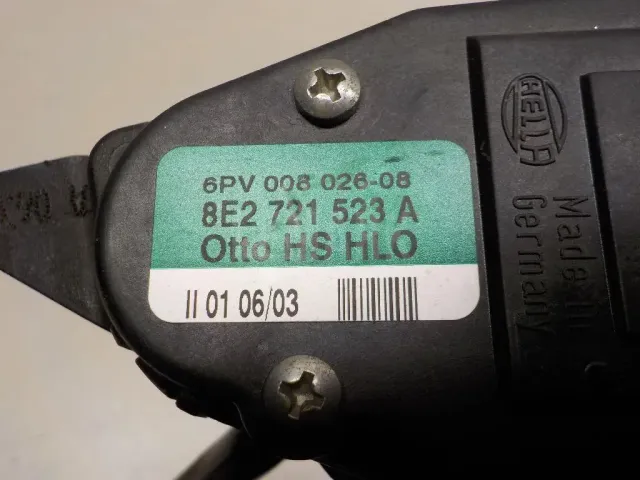 6PV 008 026-08
8E2 721 523 A
Otto HS HLO
II 01 06/03
HELLA
Made in
Germany